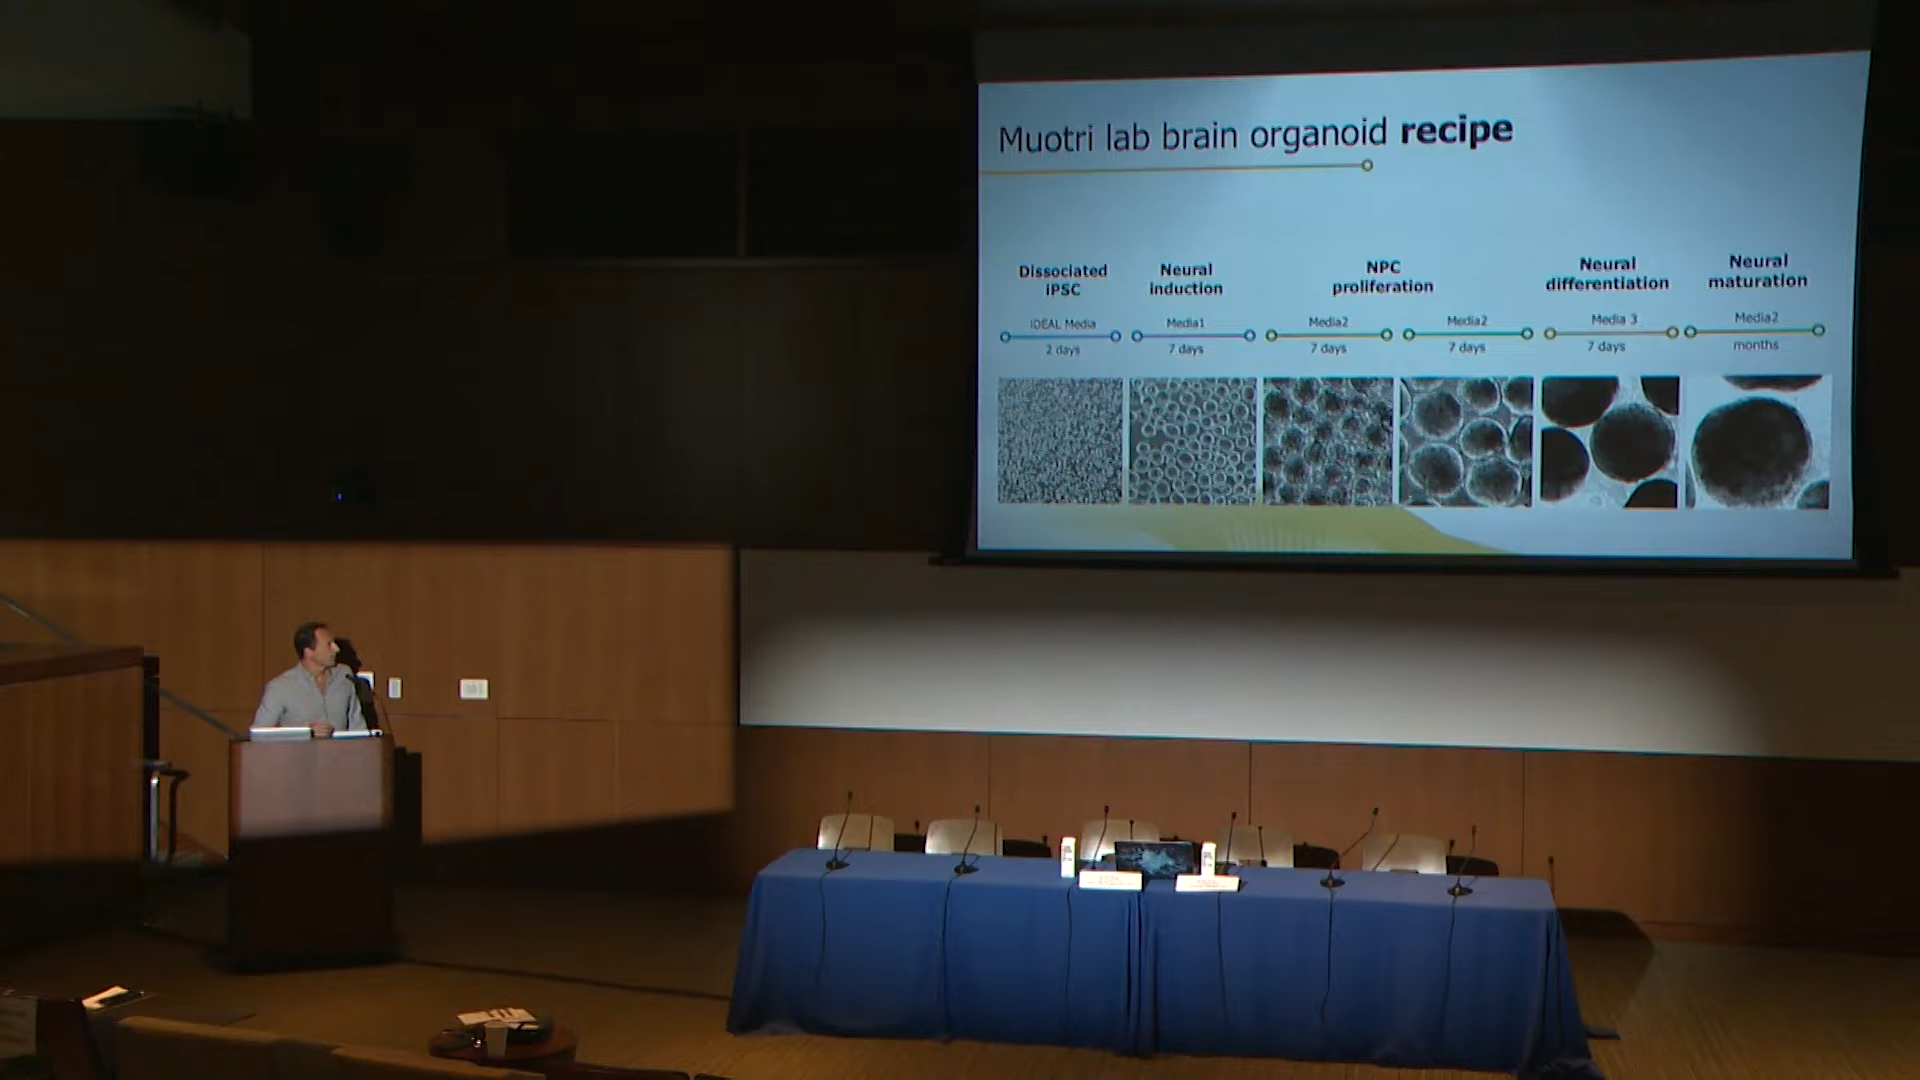 Muotri lab brain organoid recipe
Dissociated
iPSC
Neural
induction
NPC
proliferation
Neural
differentiation
Neural
maturation
IDEAL Media
Media1
Media2
Media2
Media 3
Media2
2 days
7 days
7 days
7 days
7 days
months